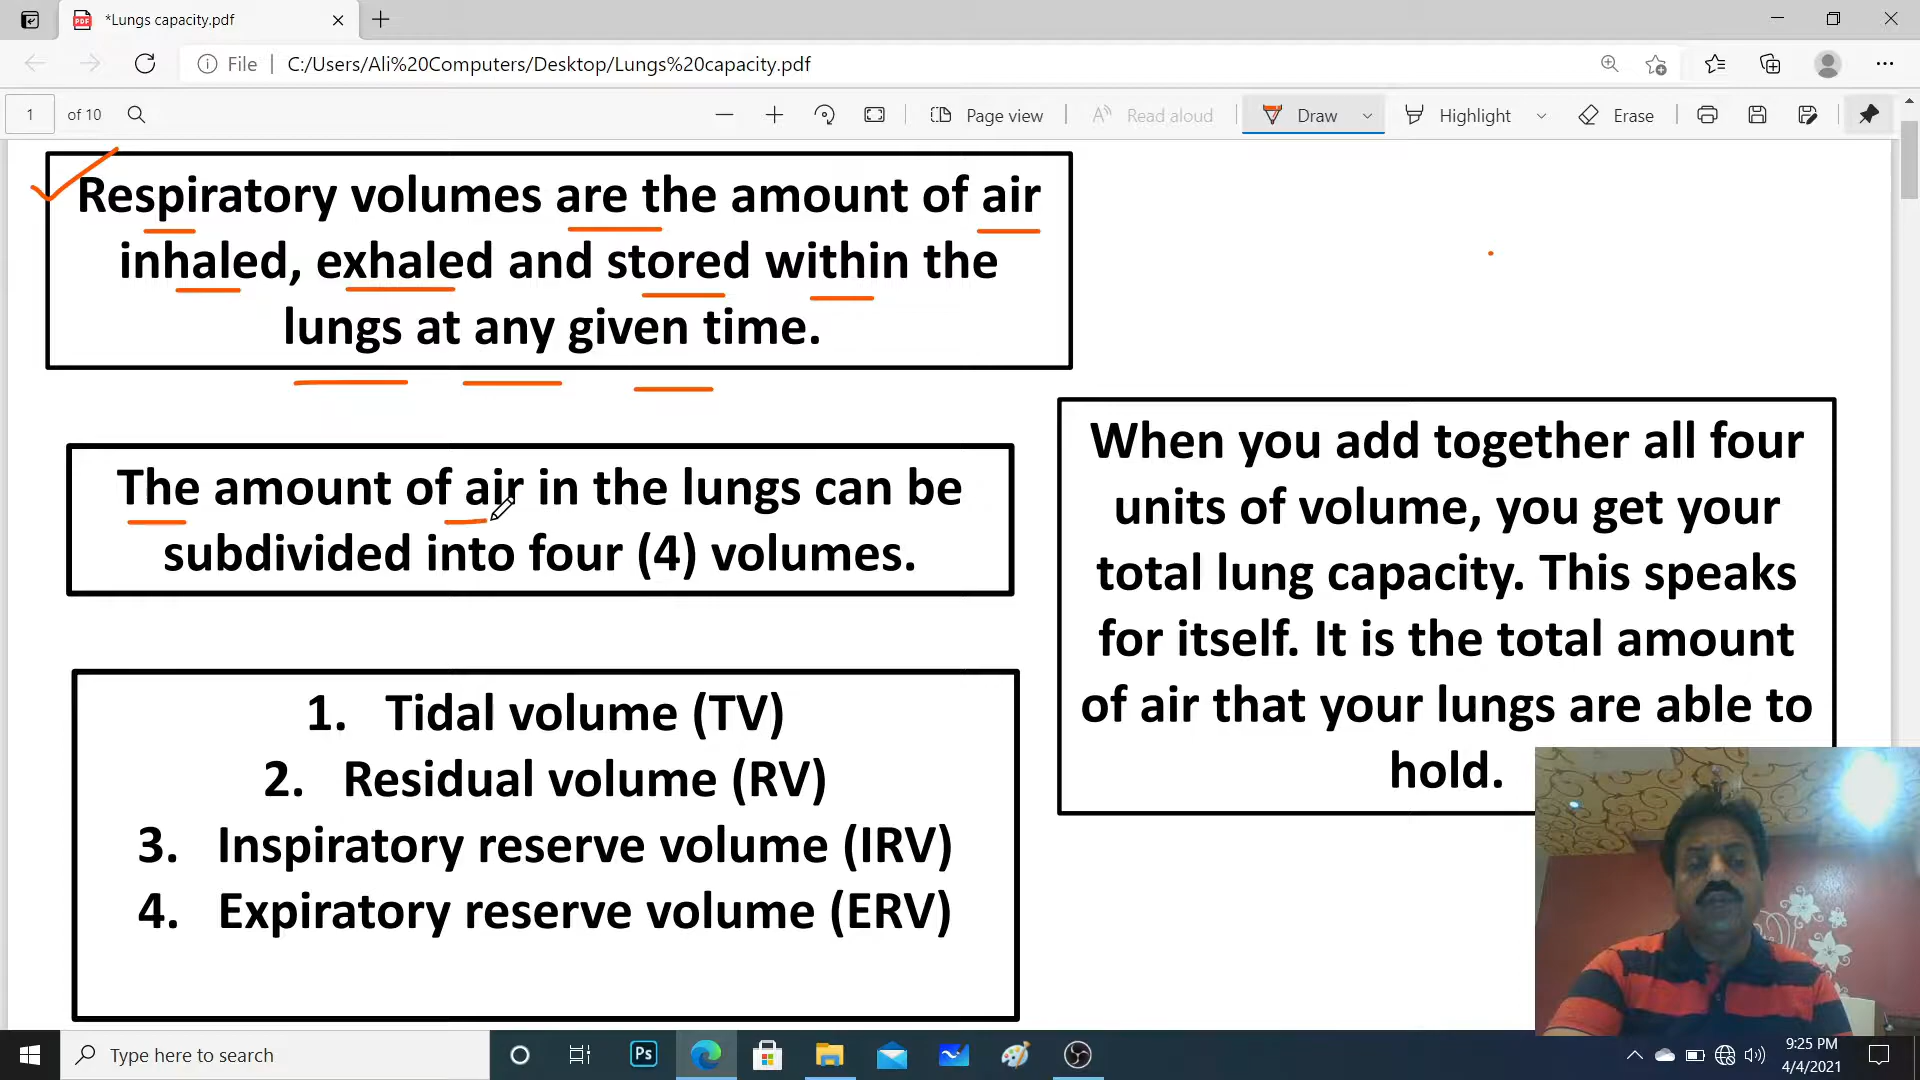 *Lungs capacity.pdf
File
C:/Users/Ali%20Computers/Desktop/Lungs%20capacity.pdf
1 of 10
Page view
Read aloud
Draw
Highlight
Erase
Respiratory volumes are the amount of air
inhaled, exhaled and stored within the
lungs at any given time.
The amount of air in the lungs can be
subdivided into four (4) volumes.
1. Tidal volume (TV)
2. Residual volume (RV)
3. Inspiratory reserve volume (IRV)
4. Expiratory reserve volume (ERV)
When you add together all four
units of volume, you get your
total lung capacity. This speaks
for itself. It is the total amount
of air that your lungs are able to
hold.
Type here to search
Ps
9:25 PM
4/4/2021